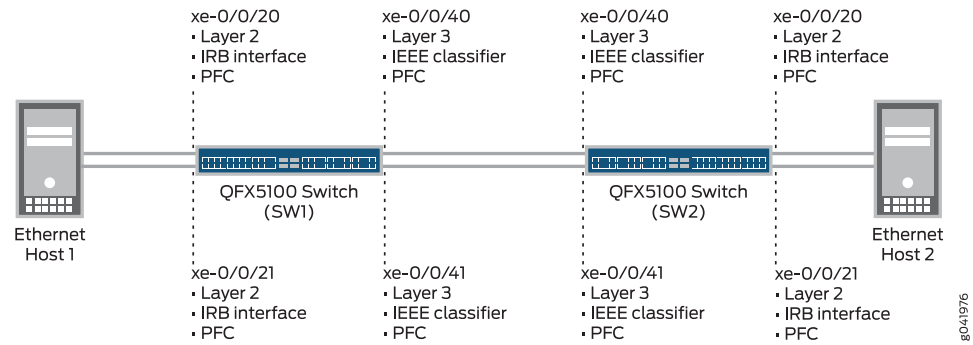 xe-0/0/20
▪ Layer 2
▪ IRB interface
▪ PFC
xe-0/0/40
▪ Layer 3
▪ IEEE classifier
▪ PFC
xe-0/0/40
▪ Layer 3
▪ IEEE classifier
▪ PFC
xe-0/0/20
▪ Layer 2
▪ IRB interface
▪ PFC
Ethernet
Host 1
QFX5100 Switch
(SW1)
QFX5100 Switch
(SW2)
Ethernet
Host 2
xe-0/0/21
▪ Layer 2
▪ IRB interface
▪ PFC
xe-0/0/41
▪ Layer 3
▪ IEEE classifier
▪ PFC
xe-0/0/41
▪ Layer 3
▪ IEEE classifier
▪ PFC
xe-0/0/21
▪ Layer 2
▪ IRB interface
▪ PFC
g041976